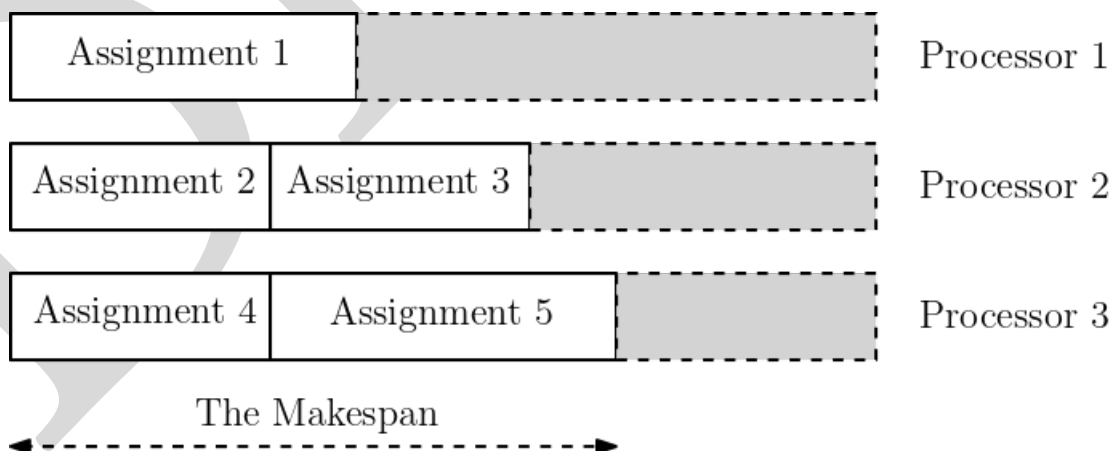 Assignment 1 Processor 1
Assignment 2 Assignment 3 Processor 2
Assignment 4 Assignment 5 Processor 3
The Makespan